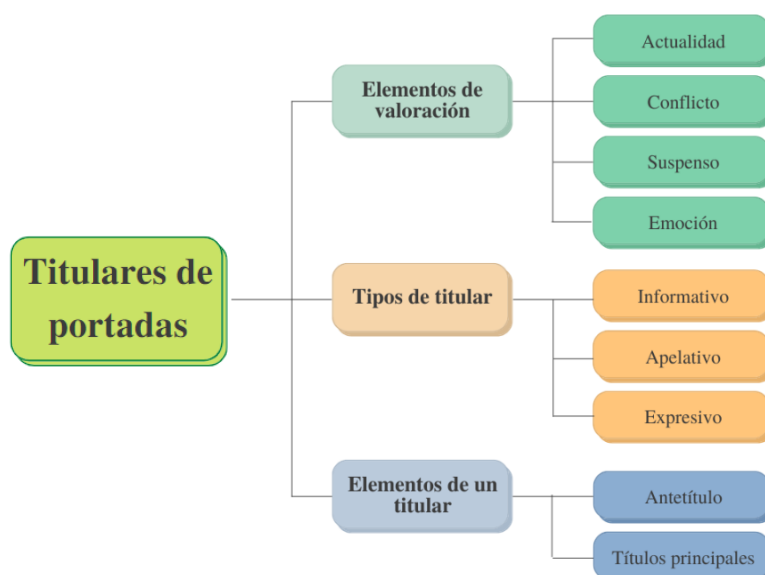 Titulares de
portadas
Elementos de
valoración
Actualidad
Conflicto
Suspenso
Emoción
Tipos de titular
Informativo
Apelativo
Expresivo
Elementos de un
titular
Antetítulo
Títulos principales